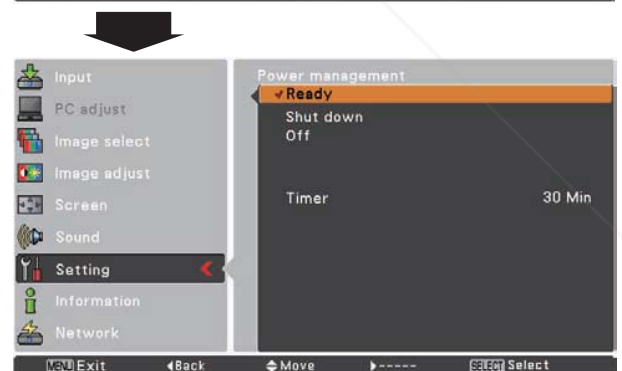 Input
PC adjust
Image select
Image adjust
Screen
Sound
Setting
Information
Network
Power management
Ready
Shut down
Off
Timer 30 Min
MENU Exit Back Move ----- SELECT Select